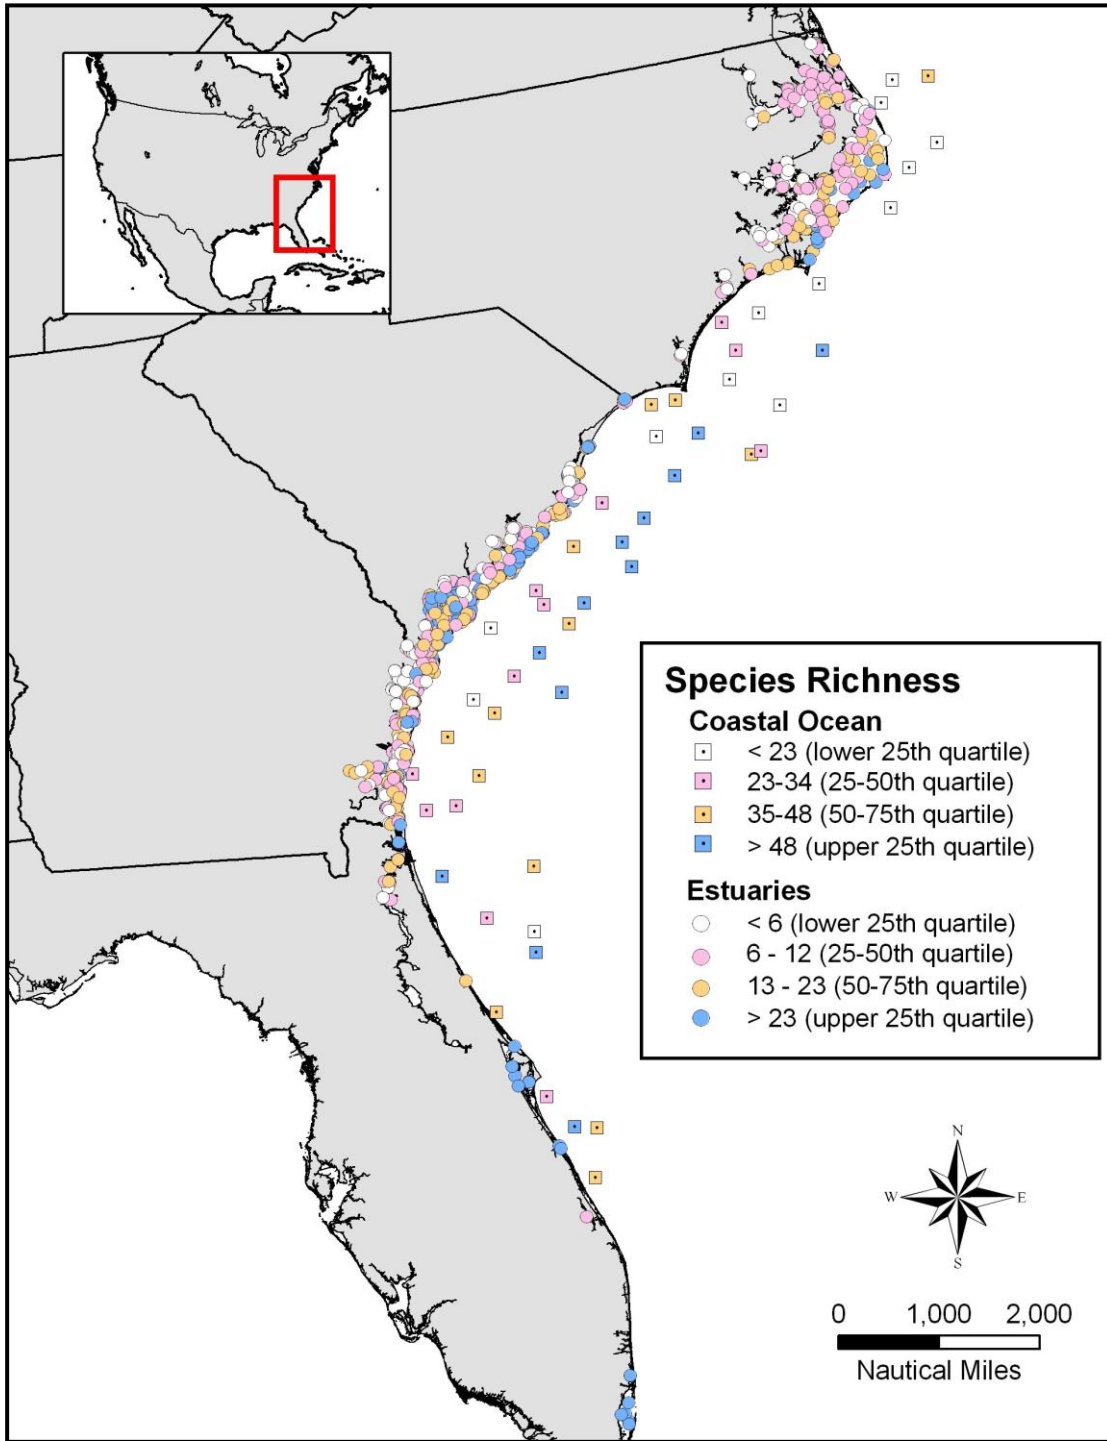 Species Richness
Coastal Ocean
< 23 (lower 25th quartile)
23-34 (25-50th quartile)
35-48 (50-75th quartile)
> 48 (upper 25th quartile)
Estuaries
< 6 (lower 25th quartile)
6 - 12 (25-50th quartile)
13 - 23 (50-75th quartile)
> 23 (upper 25th quartile)
N
W E
S
0 1,000 2,000
Nautical Miles